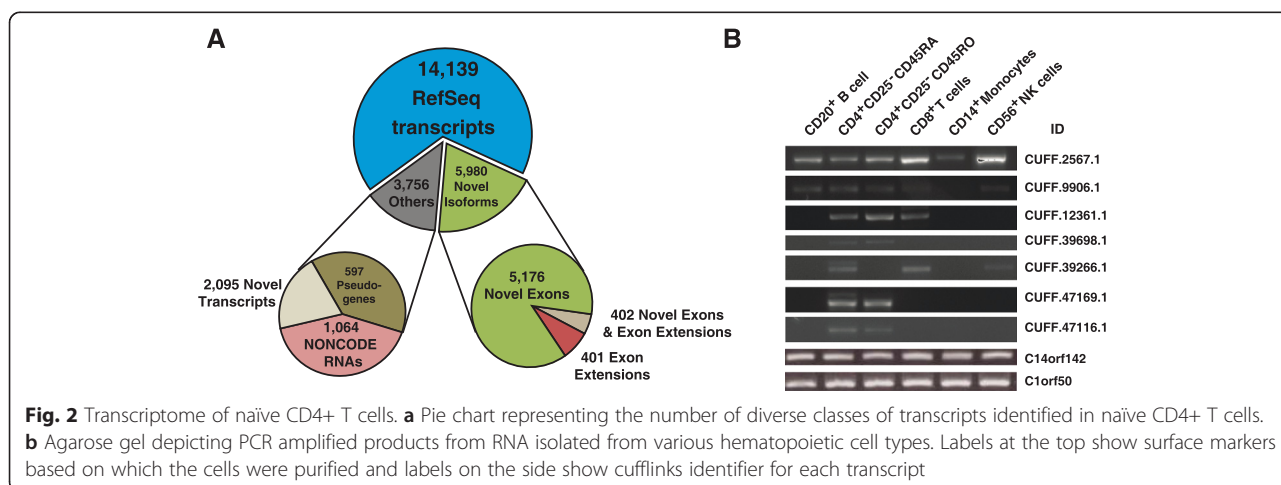 A
14,139
RefSeq
transcripts
3,756
Others
5,980
Novel
Isoforms
2,095 Novel
Transcripts
597
Pseudo-
genes
1,064
NONCODE
RNAs
5,176
Novel Exons
402 Novel Exons
& Exon Extensions
401 Exon
Extensions
B
CD20+ B cell
CD4+CD25-CD45RA
CD4+CD25-CD45RO
CD8+T cells
CD14+Monocytes
CD56+NK cells
ID
CUFF.2567.1
CUFF.9906.1
CUFF.12361.1
CUFF.39698.1
CUFF.39266.1
CUFF.47169.1
CUFF.47116.1
C14orf142
C1orf50
Fig. 2 Transcriptome of naïve CD4+ T cells. a Pie chart representing the number of diverse classes of transcripts identified in naïve CD4+ T cells.
b Agarose gel depicting PCR amplified products from RNA isolated from various hematopoietic cell types. Labels at the top show surface markers
based on which the cells were purified and labels on the side show cufflinks identifier for each transcript